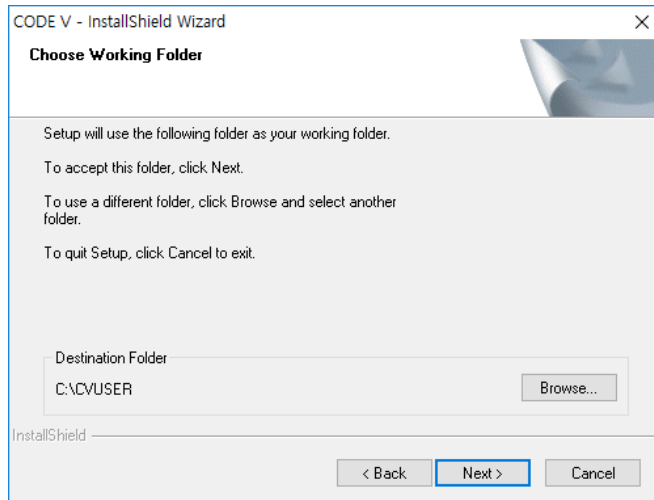 CODE V - InstallShield Wizard
Choose Working Folder
Setup will use the following folder as your working folder.
To accept this folder, click Next.
To use a different folder, click Browse and select another
folder.
To quit Setup, click Cancel to exit.
Destination Folder
C:\CVUSER
Browse...
InstallShield
< Back
Next >
Cancel